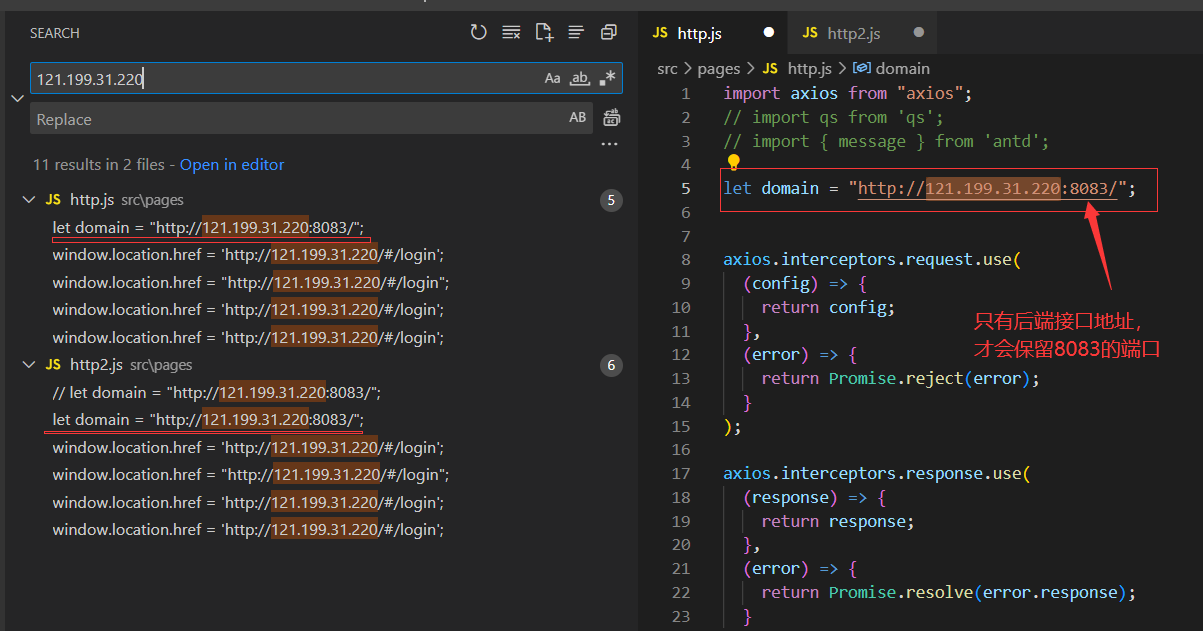 SEARCH
121.199.31.220
Aa ab .*
Replace
AB
...
11 results in 2 files - Open in editor
JS http.js src\pages 5
let domain = "http://121.199.31.220:8083/";
window.location.href = 'http://121.199.31.220/#/login';
window.location.href = "http://121.199.31.220/#/login";
window.location.href = 'http://121.199.31.220/#/login';
window.location.href = 'http://121.199.31.220/#/login';
JS http2.js src\pages 6
// let domain = "http://121.199.31.220:8083/";
let domain = "http://121.199.31.220:8083/";
window.location.href = 'http://121.199.31.220/#/login';
window.location.href = "http://121.199.31.220/#/login";
window.location.href = 'http://121.199.31.220/#/login';
window.location.href = 'http://121.199.31.220/#/login';
JS http.js
JS http2.js
src > pages > JS http.js > domain
1 import axios from "axios";
2 // import qs from 'qs';
3 // import { message } from 'antd';
4
5 let domain = "http://121.199.31.220:8083/";
6
7
8 axios.interceptors.request.use(
9 (config) => {
10 return config;
11 },
12 (error) => {
13 return Promise.reject(error);
14 }
15 );
16
17 axios.interceptors.response.use(
18 (response) => {
19 return response;
20 },
21 (error) => {
22 return Promise.resolve(error.response);
23 }
只有后端接口地址，
才会保留8083的端口